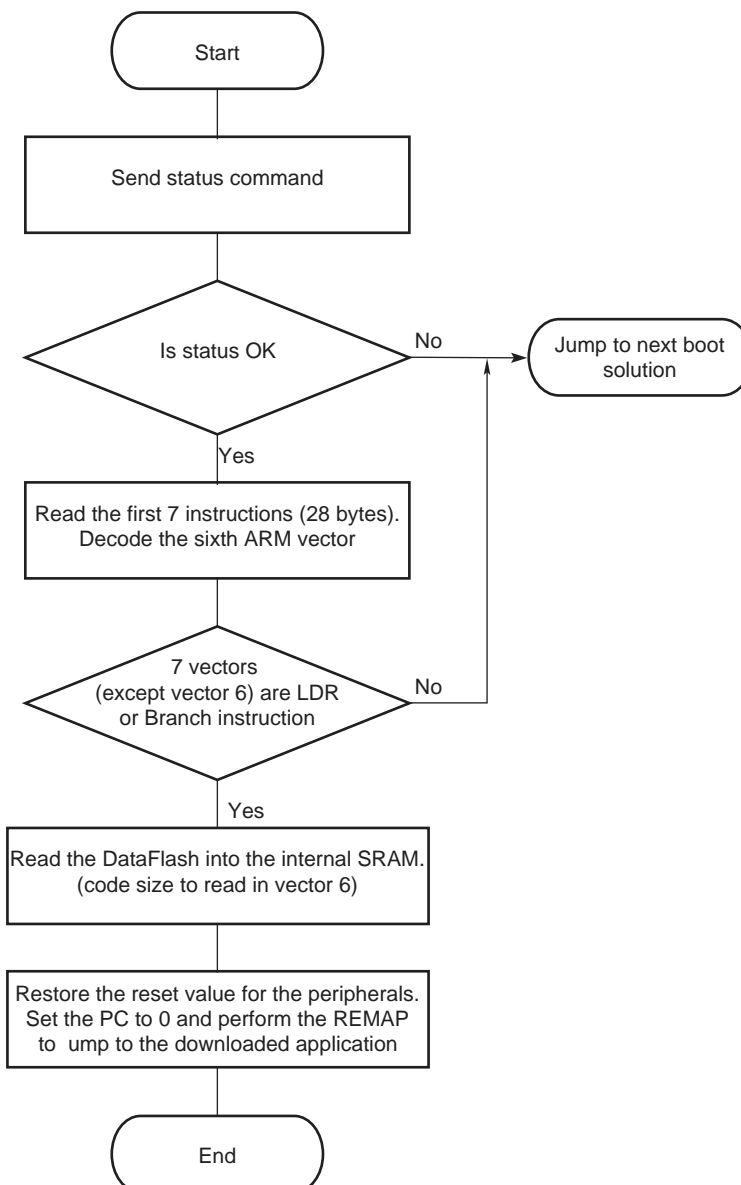 Start
Send status command
Is status OK
No
Jump to next boot
solution
Yes
Read the first 7 instructions (28 bytes).
Decode the sixth ARM vector
7 vectors
(except vector 6) are LDR
or Branch instruction
No
Yes
Read the DataFlash into the internal SRAM.
(code size to read in vector 6)
Restore the reset value for the peripherals.
Set the PC to 0 and perform the REMAP
to  ump to the downloaded application
End